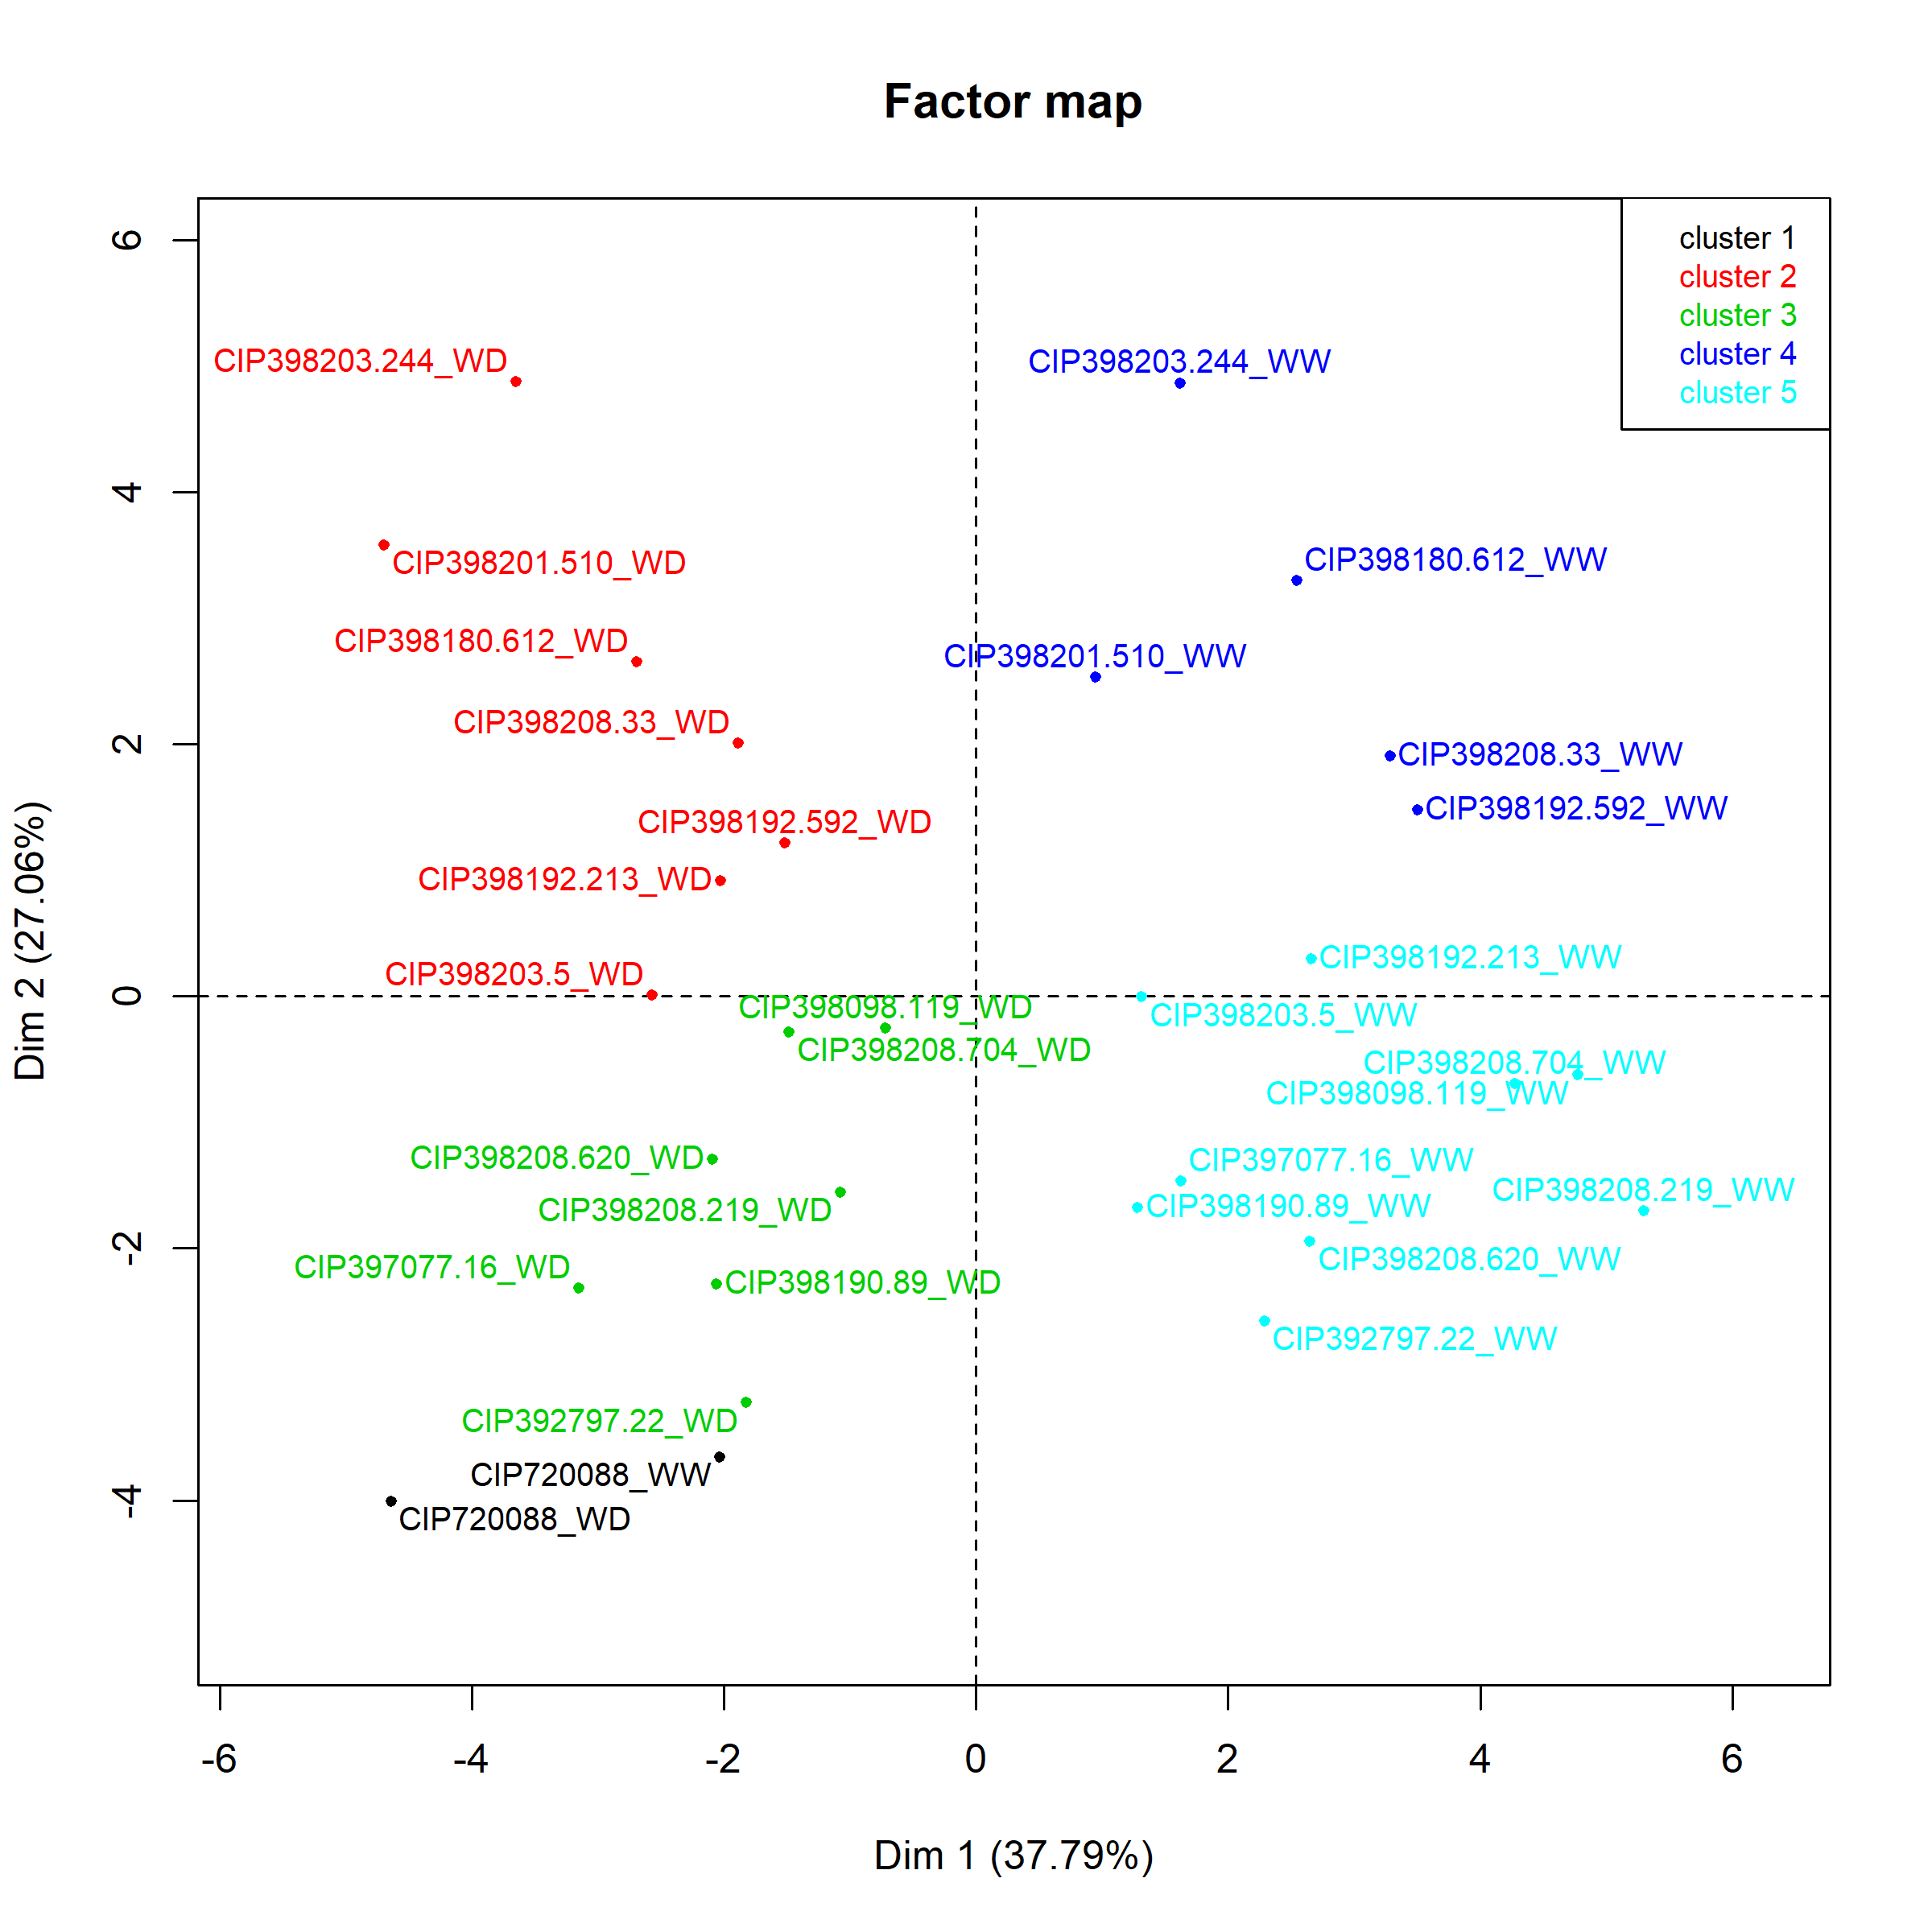 Factor map
cluster 1
cluster 2
cluster 3
cluster 4
cluster 5
CIP398203.244_WD
CIP398203.244_WW
CIP398201.510_WD
CIP398180.612_WW
CIP398180.612_WD
CIP398201.510_WW
CIP398208.33_WD
CIP398208.33_WW
CIP398192.592_WW
CIP398192.592_WD
CIP398192.213_WD
CIP398192.213_WW
CIP398203.5_WD
CIP398098.119_WD
CIP398203.5_WW
CIP398208.704_WD
CIP398208.704_WW
CIP398098.119_WW
CIP398208.620_WD
CIP397077.16_WW
CIP398208.219_WW
CIP398208.219_WD
CIP398190.89_WW
CIP398208.620_WW
CIP397077.16_WD
CIP398190.89_WD
CIP392797.22_WW
CIP392797.22_WD
CIP720088_WW
CIP720088_WD
6
4
2
0
-2
-4
Dim 2 (27.06%)
-6 -4 -2 0 2 4 6
Dim 1 (37.79%)